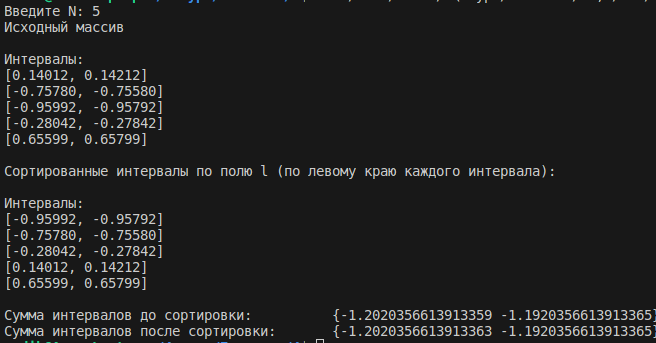 Введите N: 5
Исходный массив
Интервалы:
[0.14012, 0.14212]
[-0.75780, -0.75580]
[-0.95992, -0.95792]
[-0.28042, -0.27842]
[0.65599, 0.65799]
Сортированные интервалы по полю l (по левому краю каждого интервала):
Интервалы:
[-0.95992, -0.95792]
[-0.75780, -0.75580]
[-0.28042, -0.27842]
[0.14012, 0.14212]
[0.65599, 0.65799]
Сумма интервалов до сортировки: {-1.2020356613913359 -1.1920356613913365}
Сумма интервалов после сортировки: {-1.2020356613913363 -1.1920356613913365}